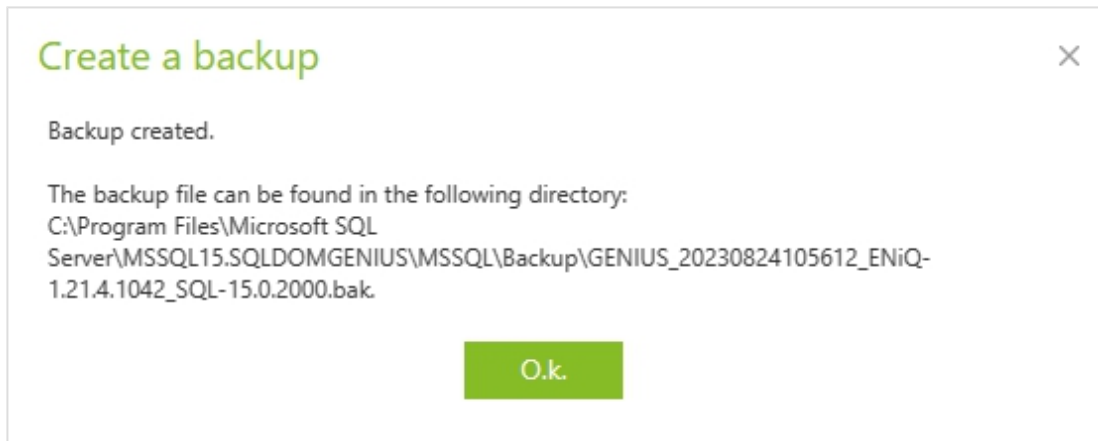 Create a backup
Backup created.
The backup file can be found in the following directory:
C:\Program Files\Microsoft SQL
Server\MSSQL15.SQLDOMGENIUS\MSSQL\Backup\GENIUS_20230824105612_ENiQ-
1.21.4.1042_SQL-15.0.2000.bak.
O.k.